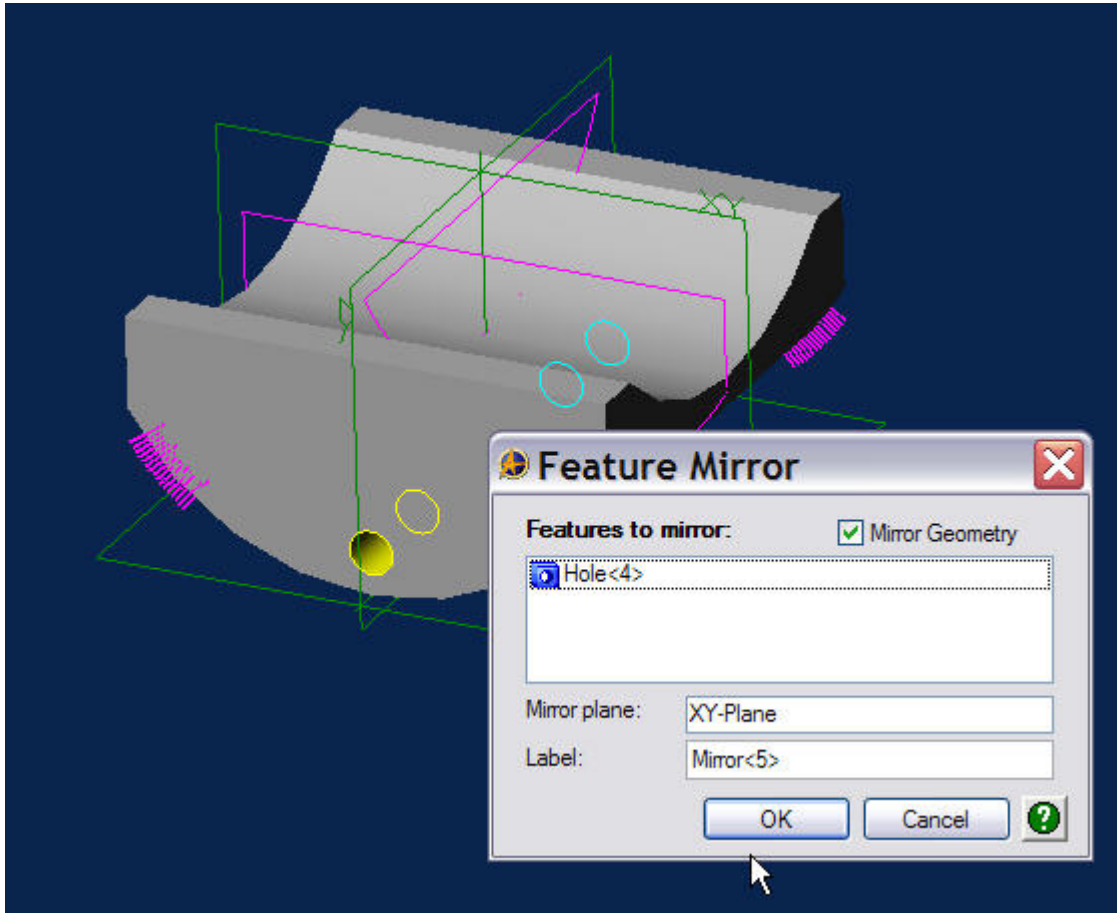 XY
Feature Mirror
Features to mirror:
Mirror Geometry
Hole<4>
Mirror plane:
XY-Plane
Label:
Mirror<5>
OK
Cancel
?